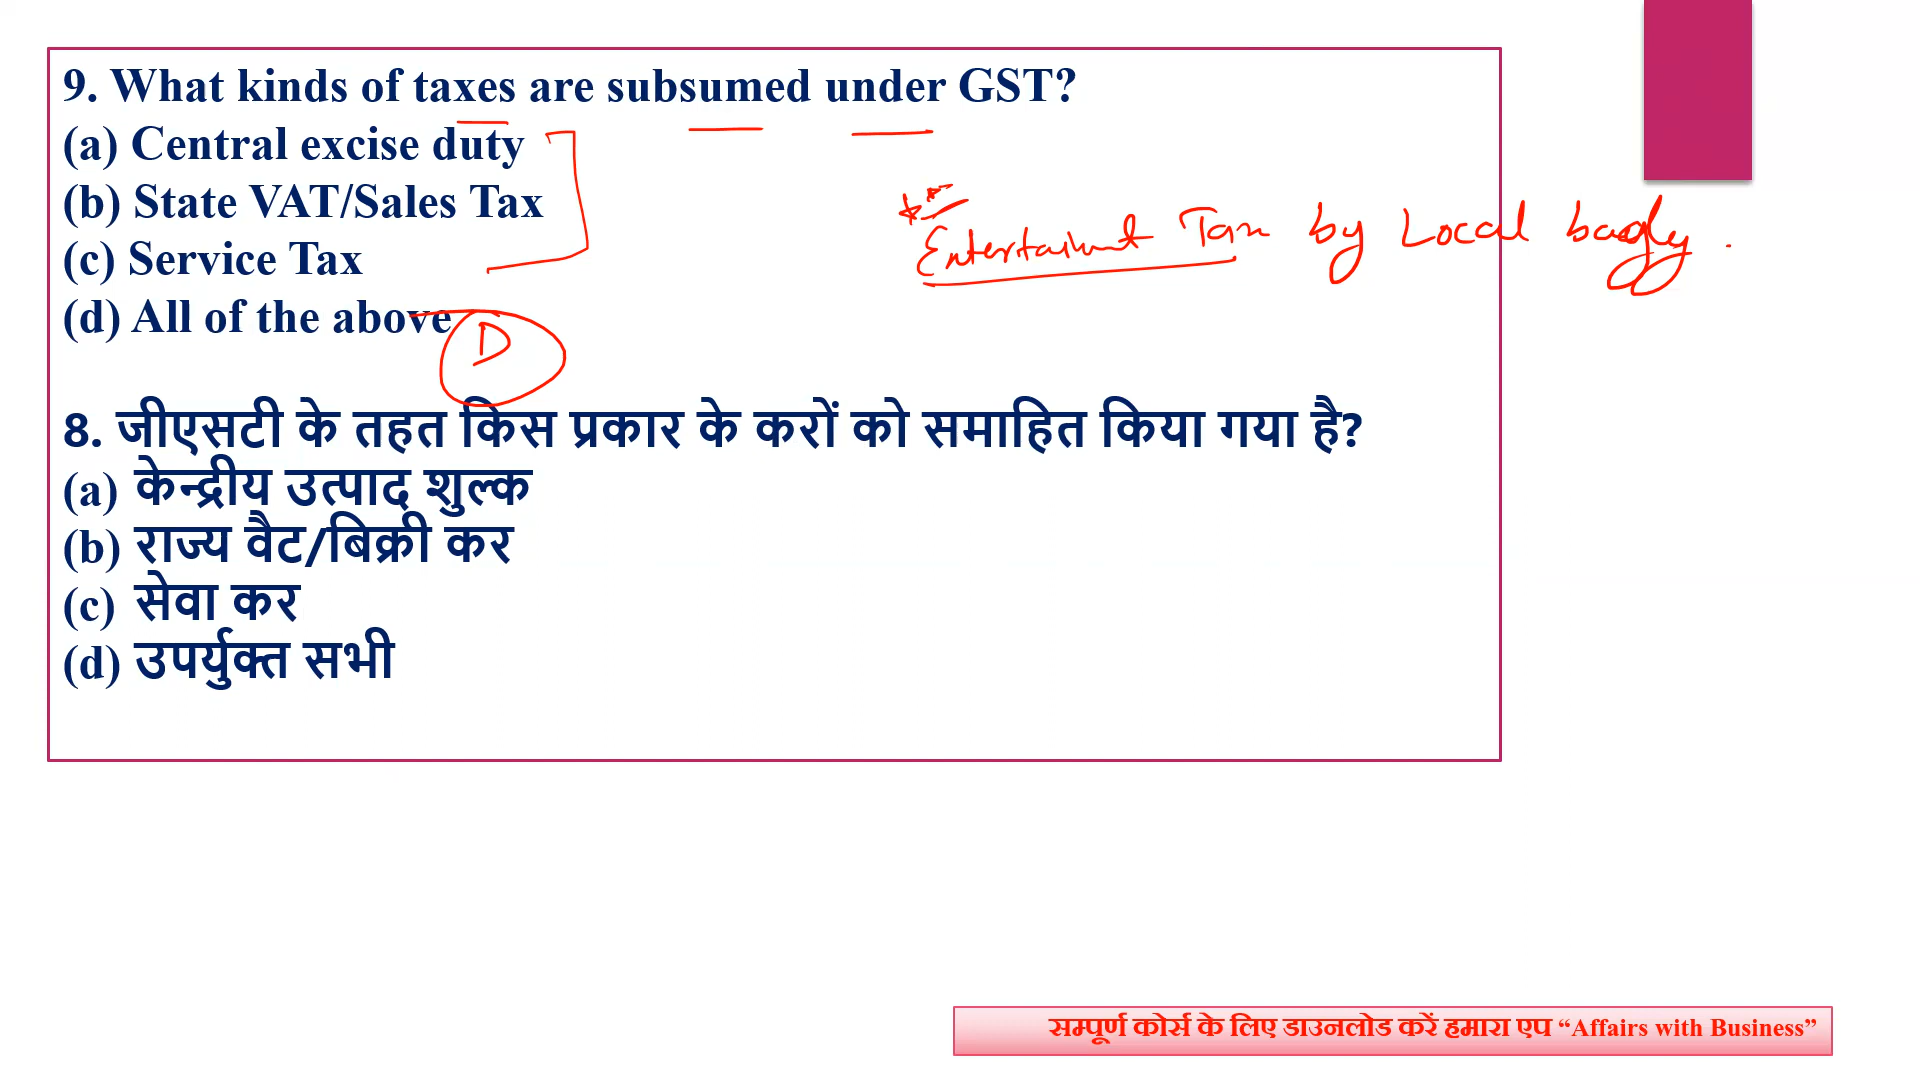 9. What kinds of taxes are subsumed under GST?
(a) Central excise duty
(b) State VAT/Sales Tax
(c) Service Tax
(d) All of the above
D
Entertainment Tax by Local body.
8. जीएसटी के तहत किस प्रकार के करों को समाहित किया गया है?
(a) केन्द्रीय उत्पाद शुल्क
(b) राज्य वैट/बिक्री कर
(c) सेवा कर
(d) उपर्युक्त सभी
सम्पूर्ण कोर्स के लिए डाउनलोड करें हमारा एप “Affairs with Business”